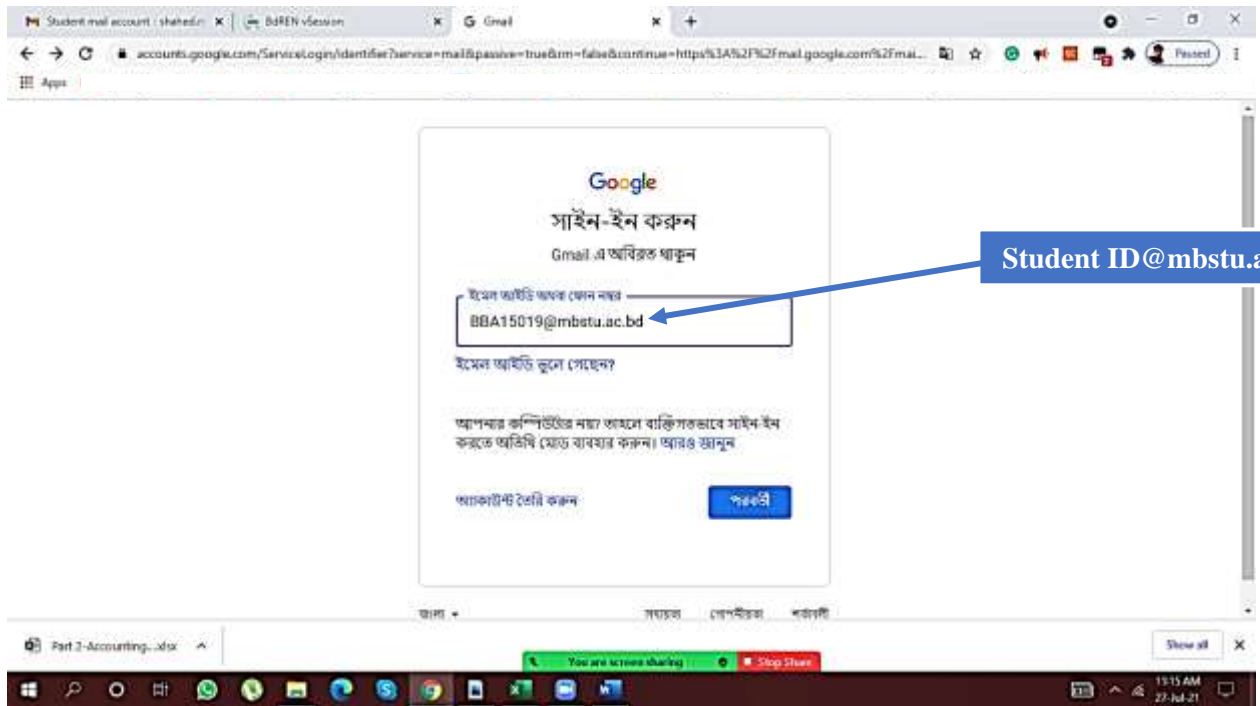 Student mail account - shahed.n
BdREN vSession
Gmail
accounts.google.com/ServiceLogin/identifier?service=mail&passive=true&rm=false&continue=https%3A%2F%2Fmail.google.com%2Fmai...
Paused
Apps
Google
সাইন-ইন করুন
Gmail এ অবিরত থাকুন
ইমেল আইডি অথবা ফোন নম্বর
BBA15019@mbstu.ac.bd
Student ID@mbstu.a
ইমেল আইডি ভুলে গেছেন?
আপনার কম্পিউটার নয়? তাহলে ব্যক্তিগতভাবে সাইন-ইন
করতে অতিথি মোড ব্যবহার করুন। আরও জানুন
অ্যাকাউন্ট তৈরি করুন
পরবর্তী
বাংলা
সহায়তা গোপনীয়তা শর্তাবলী
Part 2-Accounting....xlsx
Show all
You are screen sharing
Stop Share
11:15 AM
27-Jul-21